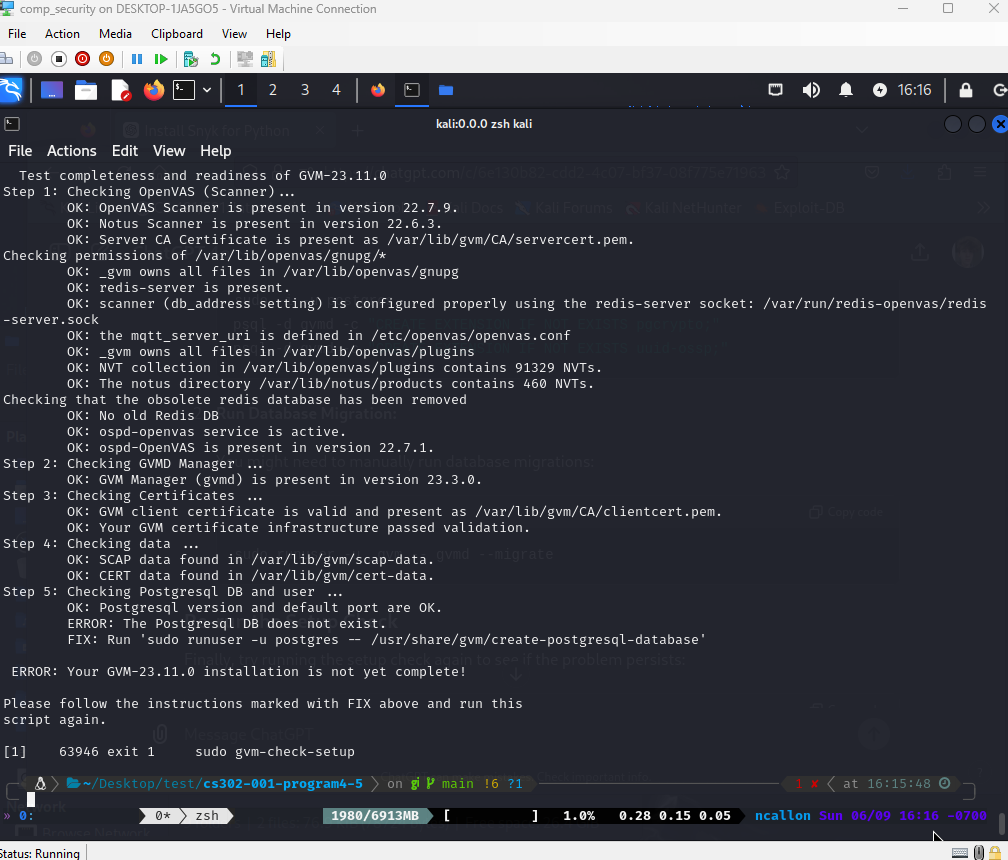 comp_security on DESKTOP-1JA5GO5 - Virtual Machine Connection
File Action Media Clipboard View Help
1 2 3 4 16:16
kali:0.0.0 zsh kali
File Actions Edit View Help
Test completeness and readiness of GVM-23.11.0
Step 1: Checking OpenVAS (Scanner)...
OK: OpenVAS Scanner is present in version 22.7.9.
OK: Notus Scanner is present in version 22.6.3.
OK: Server CA Certificate is present as /var/lib/gvm/CA/servercert.pem.
Checking permissions of /var/lib/openvas/gnupg/*
OK: _gvm owns all files in /var/lib/openvas/gnupg
OK: redis-server is present.
OK: scanner (db_address setting) is configured properly using the redis-server socket: /var/run/redis-openvas/redis
-server.sock
OK: the mqtt_server_uri is defined in /etc/openvas/openvas.conf
OK: _gvm owns all files in /var/lib/openvas/plugins
OK: NVT collection in /var/lib/openvas/plugins contains 91329 NVTs.
OK: The notus directory /var/lib/notus/products contains 460 NVTs.
Checking that the obsolete redis database has been removed
OK: No old Redis DB
OK: ospd-openvas service is active.
OK: ospd-OpenVAS is present in version 22.7.1.
Step 2: Checking GVMD Manager ...
OK: GVM Manager (gvmd) is present in version 23.3.0.
Step 3: Checking Certificates ...
OK: GVM client certificate is valid and present as /var/lib/gvm/CA/clientcert.pem.
OK: Your GVM certificate infrastructure passed validation.
Step 4: Checking data ...
OK: SCAP data found in /var/lib/gvm/scap-data.
OK: CERT data found in /var/lib/gvm/cert-data.
Step 5: Checking Postgresql DB and user ...
OK: Postgresql version and default port are OK.
ERROR: The Postgresql DB does not exist.
FIX: Run 'sudo runuser -u postgres -- /usr/share/gvm/create-postgresql-database'
ERROR: Your GVM-23.11.0 installation is not yet complete!
Please follow the instructions marked with FIX above and run this
script again.
[1] 63946 exit 1 sudo gvm-check-setup
~/Desktop/test/cs302-001-program4-5 on gi main !6 ?1 1 ✘ at 16:15:48
» 0: 0* zsh 1980/6913MB [ ] 1.0% 0.28 0.15 0.05 ncallon Sun 06/09 16:16 -0700
Status: Running